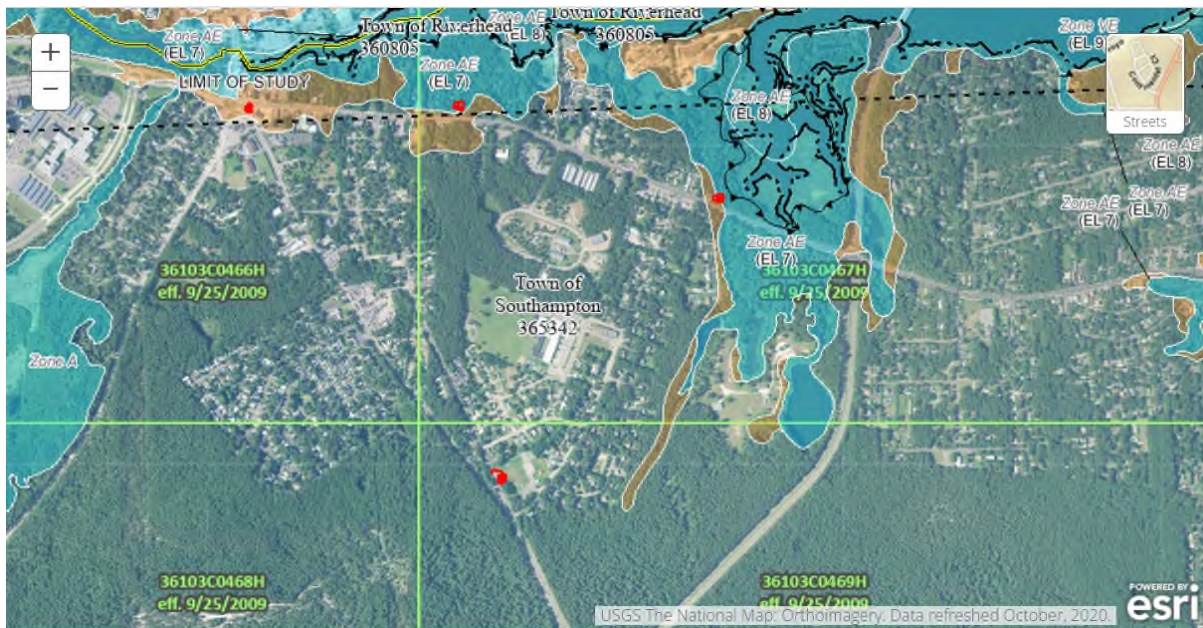 Town of Riverhead
360805
Town of Riverhead
360805
Zone AE
(EL 7)
Zone AE
(EL 8)
Zone VE
(EL 9)
+
−
LIMIT OF STUDY
Zone AE
(EL 7)
Zone AE
(EL 8)
Streets
Zone AE
(EL 8)
Zone AE
(EL 7)
Zone AE
(EL 7)
Zone AE
(EL 7)
36103C0466H
eff. 9/25/2009
Town of
Southampton
365342
36103C0467H
eff. 9/25/2009
Zone A
36103C0468H
eff. 9/25/2009
36103C0469H
eff. 9/25/2009
POWERED BY
esri
USGS The National Map: Orthoimagery. Data refreshed October, 2020.